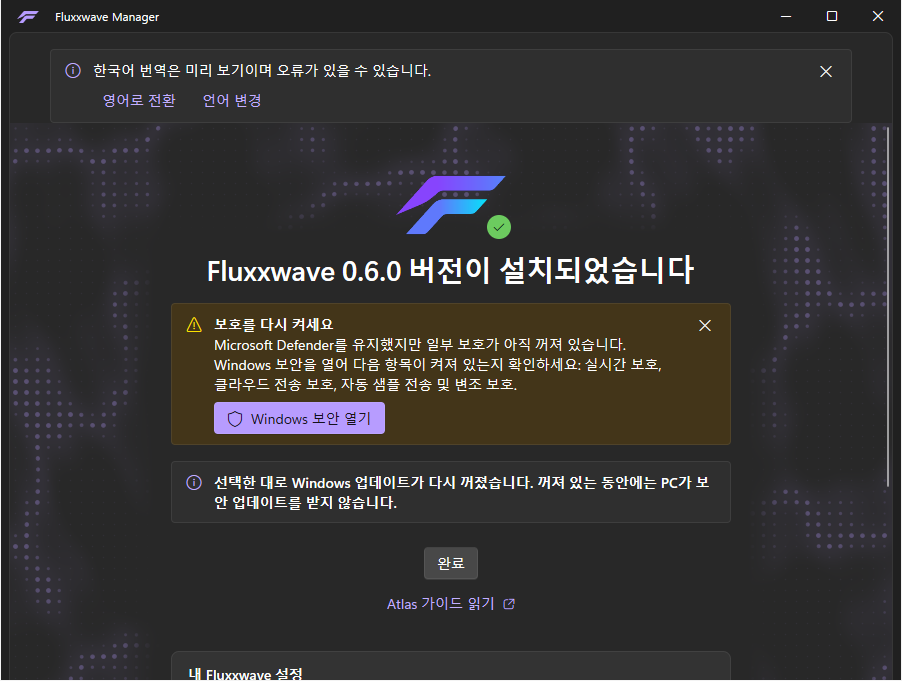 Fluxxwave Manager
한국어 번역은 미리 보기이며 오류가 있을 수 있습니다.
영어로 전환 언어 변경
Fluxxwave 0.6.0 버전이 설치되었습니다
보호를 다시 켜세요
Microsoft Defender를 유지했지만 일부 보호가 아직 꺼져 있습니다.
Windows 보안을 열어 다음 항목이 켜져 있는지 확인하세요: 실시간 보호,
클라우드 전송 보호, 자동 샘플 전송 및 변조 보호.
Windows 보안 열기
선택한 대로 Windows 업데이트가 다시 꺼졌습니다. 꺼져 있는 동안에는 PC가 보
안 업데이트를 받지 않습니다.
완료
Atlas 가이드 읽기
내 Fluxxwave 설정